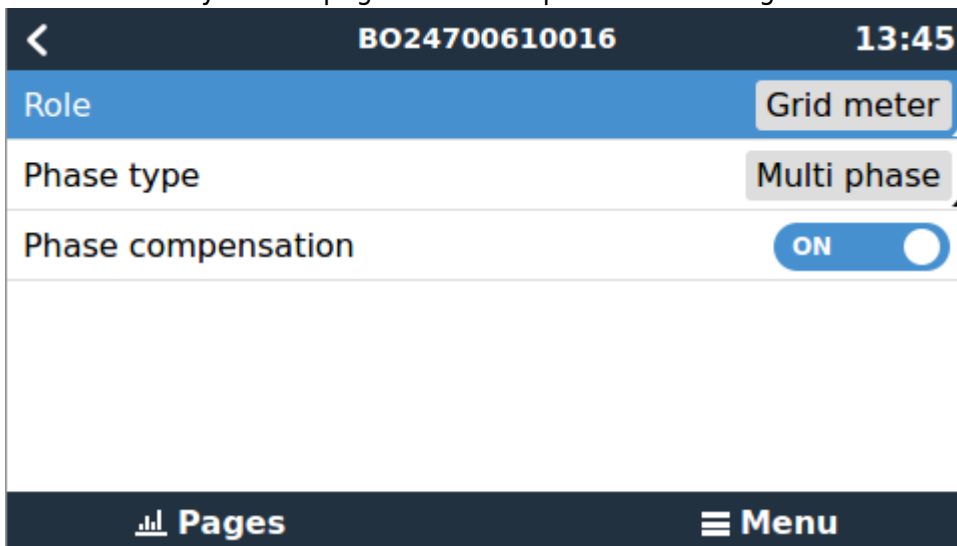 BO24700610016 13:45
Role Grid meter
Phase type Multi phase
Phase compensation ON
Pages Menu